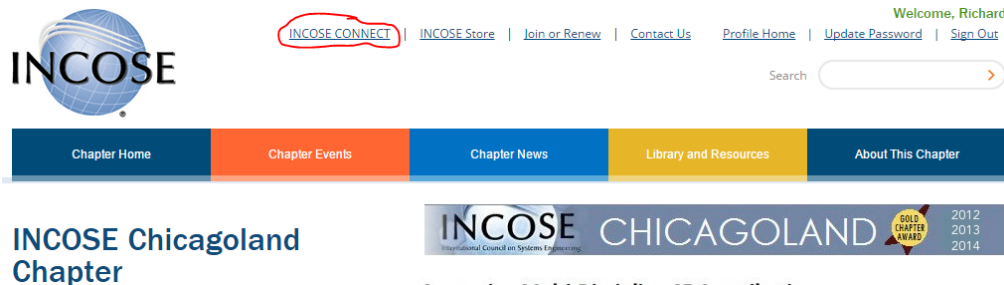 Welcome, Richard
INCOSE CONNECT | INCOSE Store | Join or Renew | Contact Us Profile Home | Update Password | Sign Out
INCOSE
®
Search >
Chapter Home Chapter Events Chapter News Library and Resources About This Chapter
INCOSE Chicagoland
Chapter
INCOSE
International Council on Systems Engineering
CHICAGOLAND
GOLD
CHAPTER
AWARD
2012
2013
2014